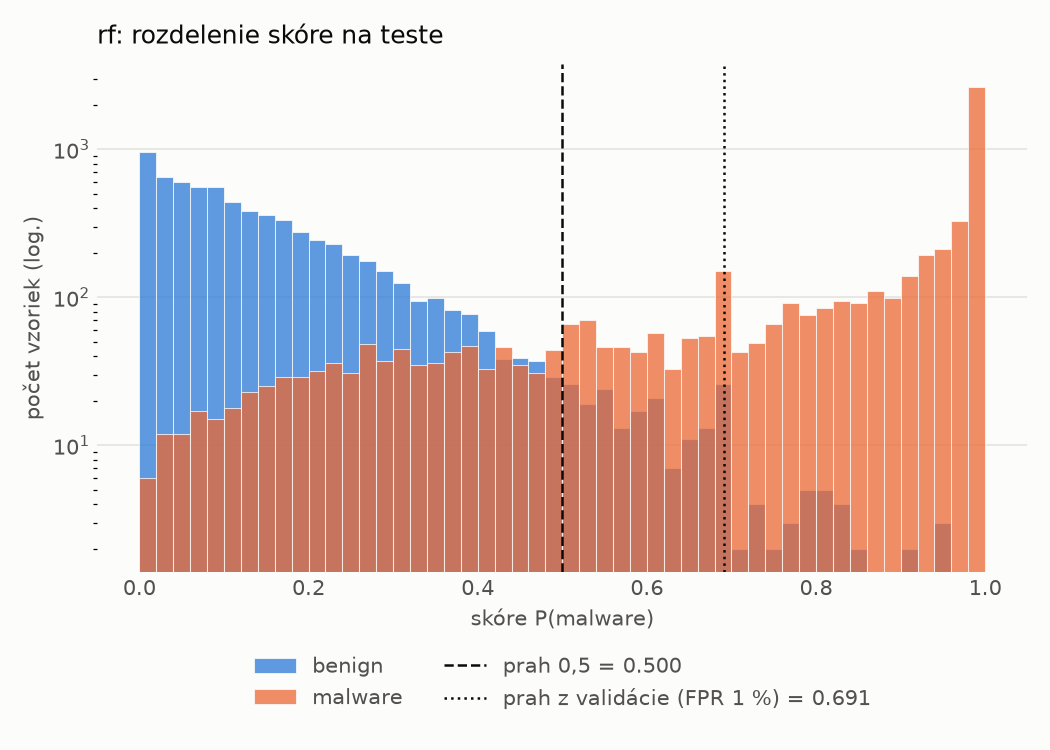 rf: rozdelenie skóre na teste
počet vzoriek (log.)
10³
10²
10¹
0.0 0.2 0.4 0.6 0.8 1.0
skóre P(malware)
benign
malware
prah 0,5 = 0.500
prah z validácie (FPR 1 %) = 0.691